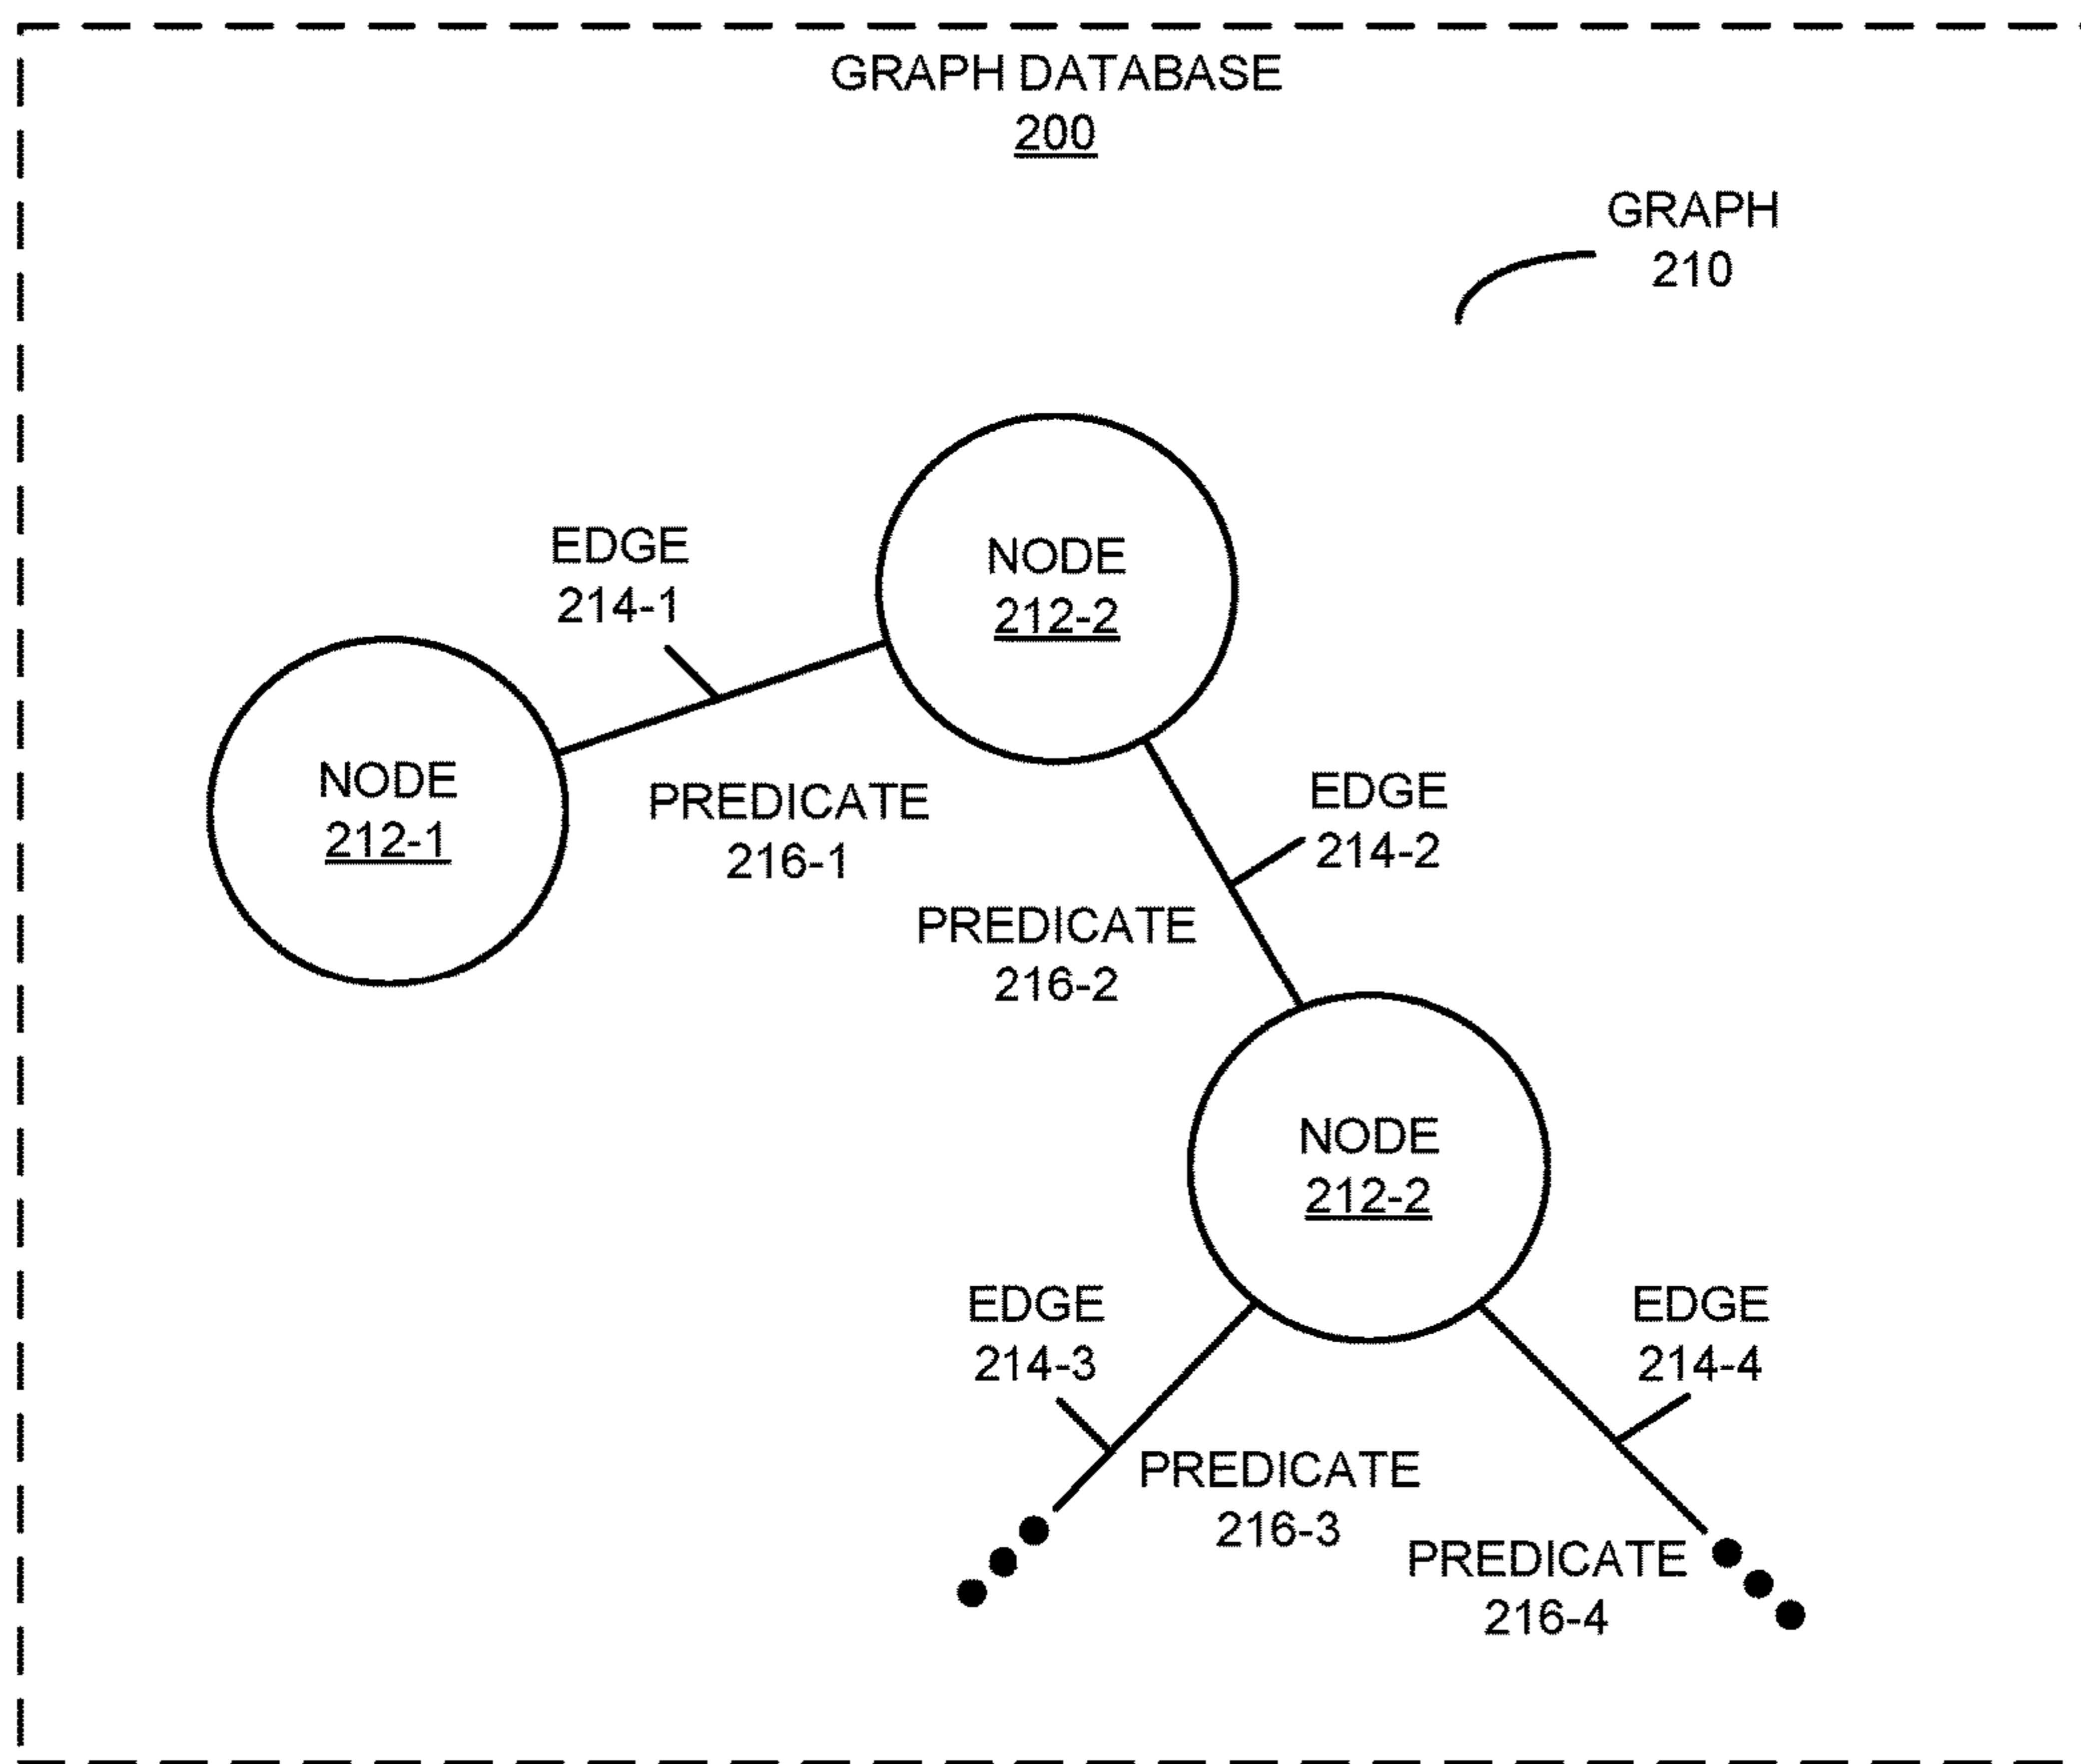 GRAPH DATABASE
200
GRAPH
210
EDGE
214-1
NODE
212-2
NODE
212-1
PREDICATE
216-1
EDGE
214-2
PREDICATE
216-2
NODE
212-2
EDGE
214-3
EDGE
214-4
PREDICATE
216-3
PREDICATE
216-4